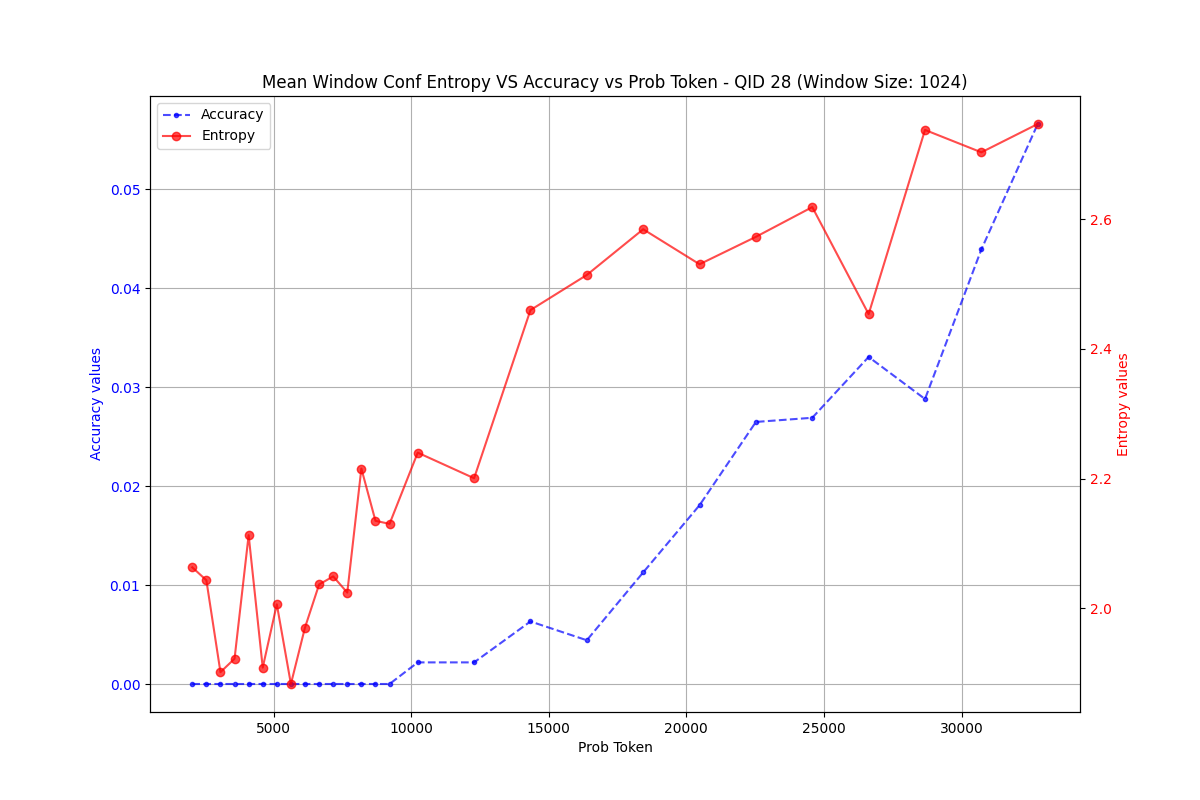 Mean Window Conf Entropy VS Accuracy vs Prob Token - QID 28 (Window Size: 1024)
Accuracy
Entropy
0.05
0.04
0.03
0.02
0.01
0.00
Accuracy values
2.6
2.4
2.2
2.0
Entropy values
5000 10000 15000 20000 25000 30000
Prob Token